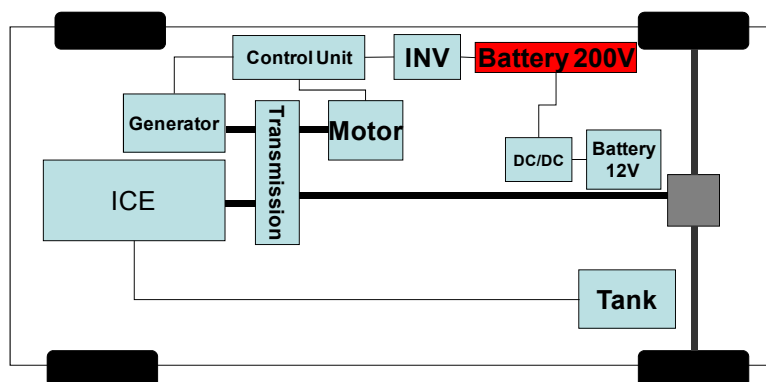 Control Unit
INV
Battery 200V
Generator
Transmission
Motor
DC/DC
Battery
12V
ICE
Tank